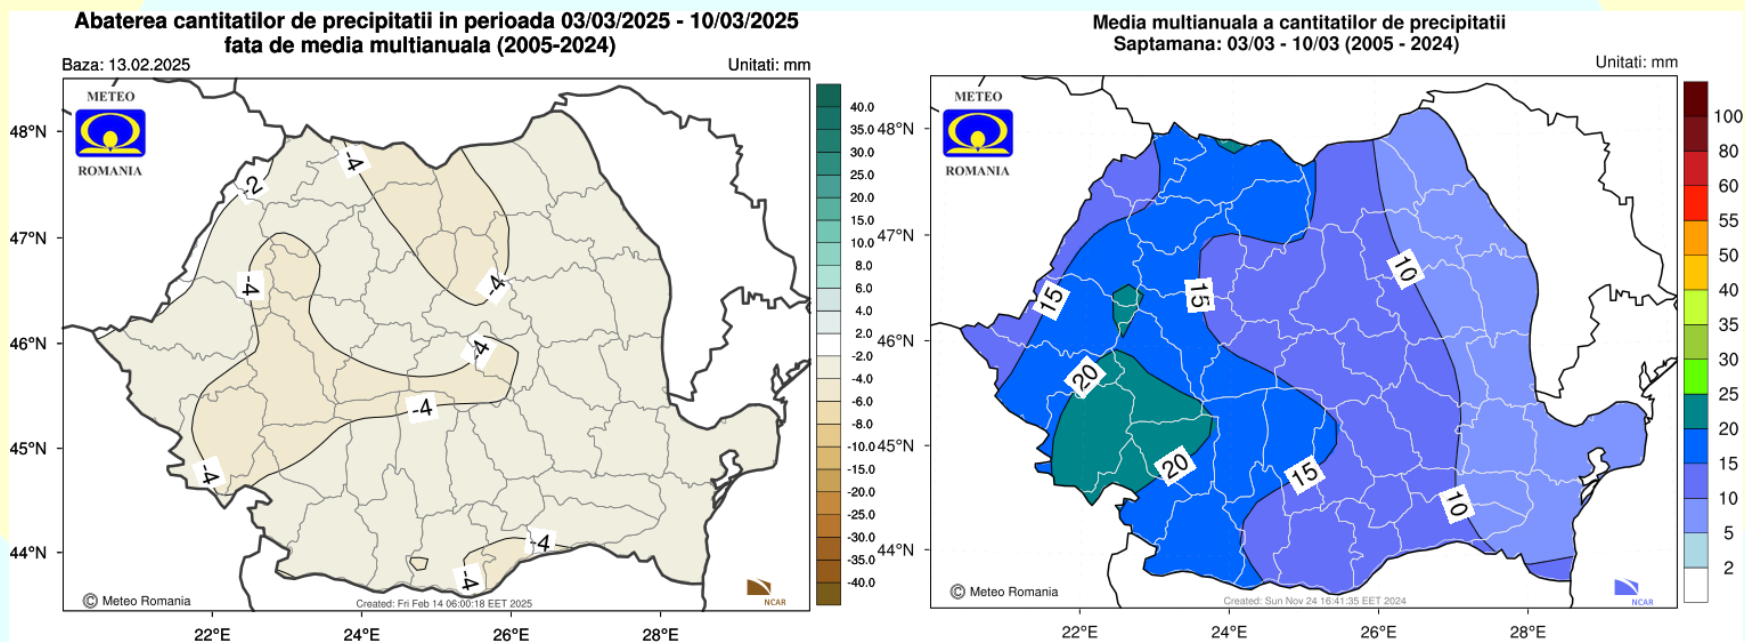 Abaterea cantitatilor de precipitatii in perioada 03/03/2025 - 10/03/2025
fata de media multianuala (2005-2024)
Baza: 13.02.2025
Unitati: mm
METEO
ROMANIA
48°N
47°N
46°N
45°N
44°N
22°E
24°E
26°E
28°E
-2
-4
-4
-4
-4
-4
-4
-4
-4
40.0
35.0
30.0
25.0
20.0
15.0
10.0
8.0
6.0
4.0
2.0
-2.0
-4.0
-6.0
-8.0
-10.0
-15.0
-20.0
-25.0
-30.0
-35.0
-40.0
© Meteo Romania
Created: Fri Feb 14 06:00:18 EET 2025
NCAR
Media multianuala a cantitatilor de precipitatii
Saptamana: 03/03 - 10/03 (2005 - 2024)
Unitati: mm
METEO
ROMANIA
48°N
47°N
46°N
45°N
44°N
22°E
24°E
26°E
28°E
10
15
15
20
20
15
10
100
80
60
55
50
40
35
30
25
20
15
10
5
2
© Meteo Romania
Created: Sun Nov 24 16:41:35 EET 2024
NCAR